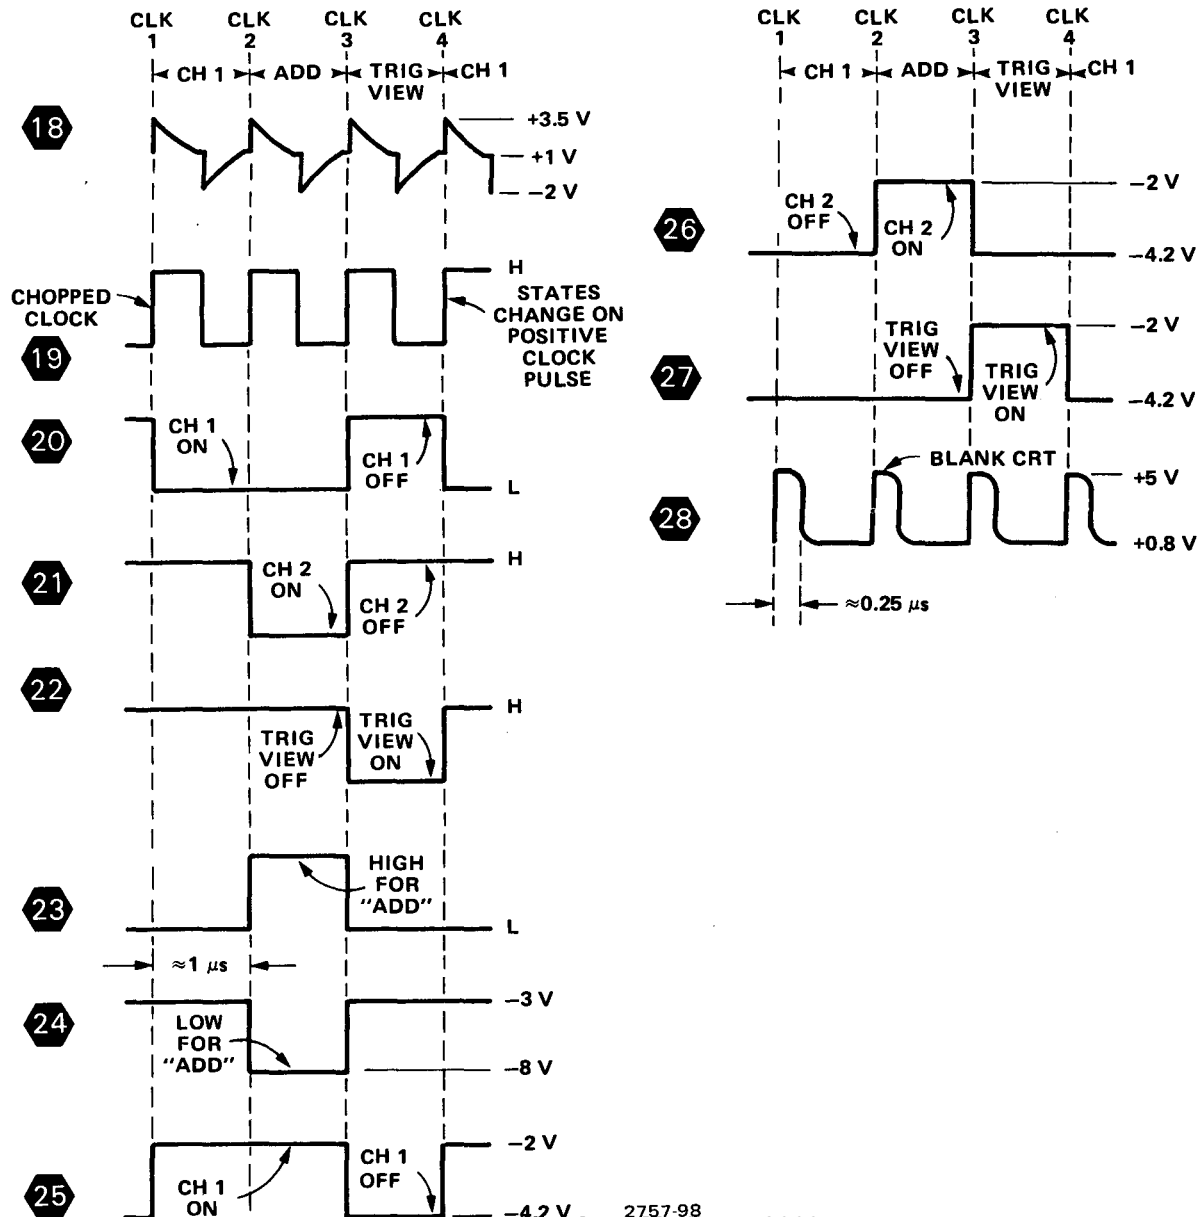 CLK CLK CLK CLK
1 2 3 4
CH 1 ADD TRIG VIEW CH 1
18
+3.5 V
+1 V
−2 V
CHOPPED
CLOCK
19
H
STATES
CHANGE ON
POSITIVE
CLOCK
PULSE
20
CH 1
ON
CH 1
OFF
L
21
CH 2
ON
CH 2
OFF
H
22
TRIG
VIEW
OFF
TRIG
VIEW
ON
H
23
HIGH
FOR
"ADD"
L
≈1 μs
24
LOW
FOR
"ADD"
−3 V
−8 V
25
CH 1
ON
CH 1
OFF
−2 V
−4.2 V
2757-98
CLK CLK CLK CLK
1 2 3 4
CH 1 ADD TRIG VIEW CH 1
26
CH 2
OFF
CH 2
ON
−2 V
−4.2 V
27
TRIG
VIEW
OFF
TRIG
VIEW
ON
−2 V
−4.2 V
28
BLANK CRT
+5 V
+0.8 V
≈0.25 μs